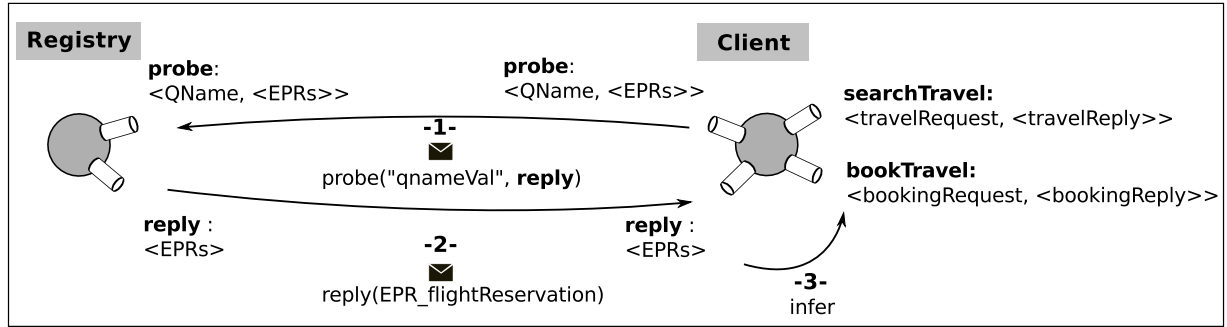 Registry
Client
probe:
<QName, <EPRs>>
probe:
<QName, <EPRs>>
searchTravel:
<travelRequest, <travelReply>>
-1-
probe("qnameVal", reply)
bookTravel:
<bookingRequest, <bookingReply>>
reply :
<EPRs>
reply :
<EPRs>
-2-
reply(EPR_flightReservation)
-3-
infer